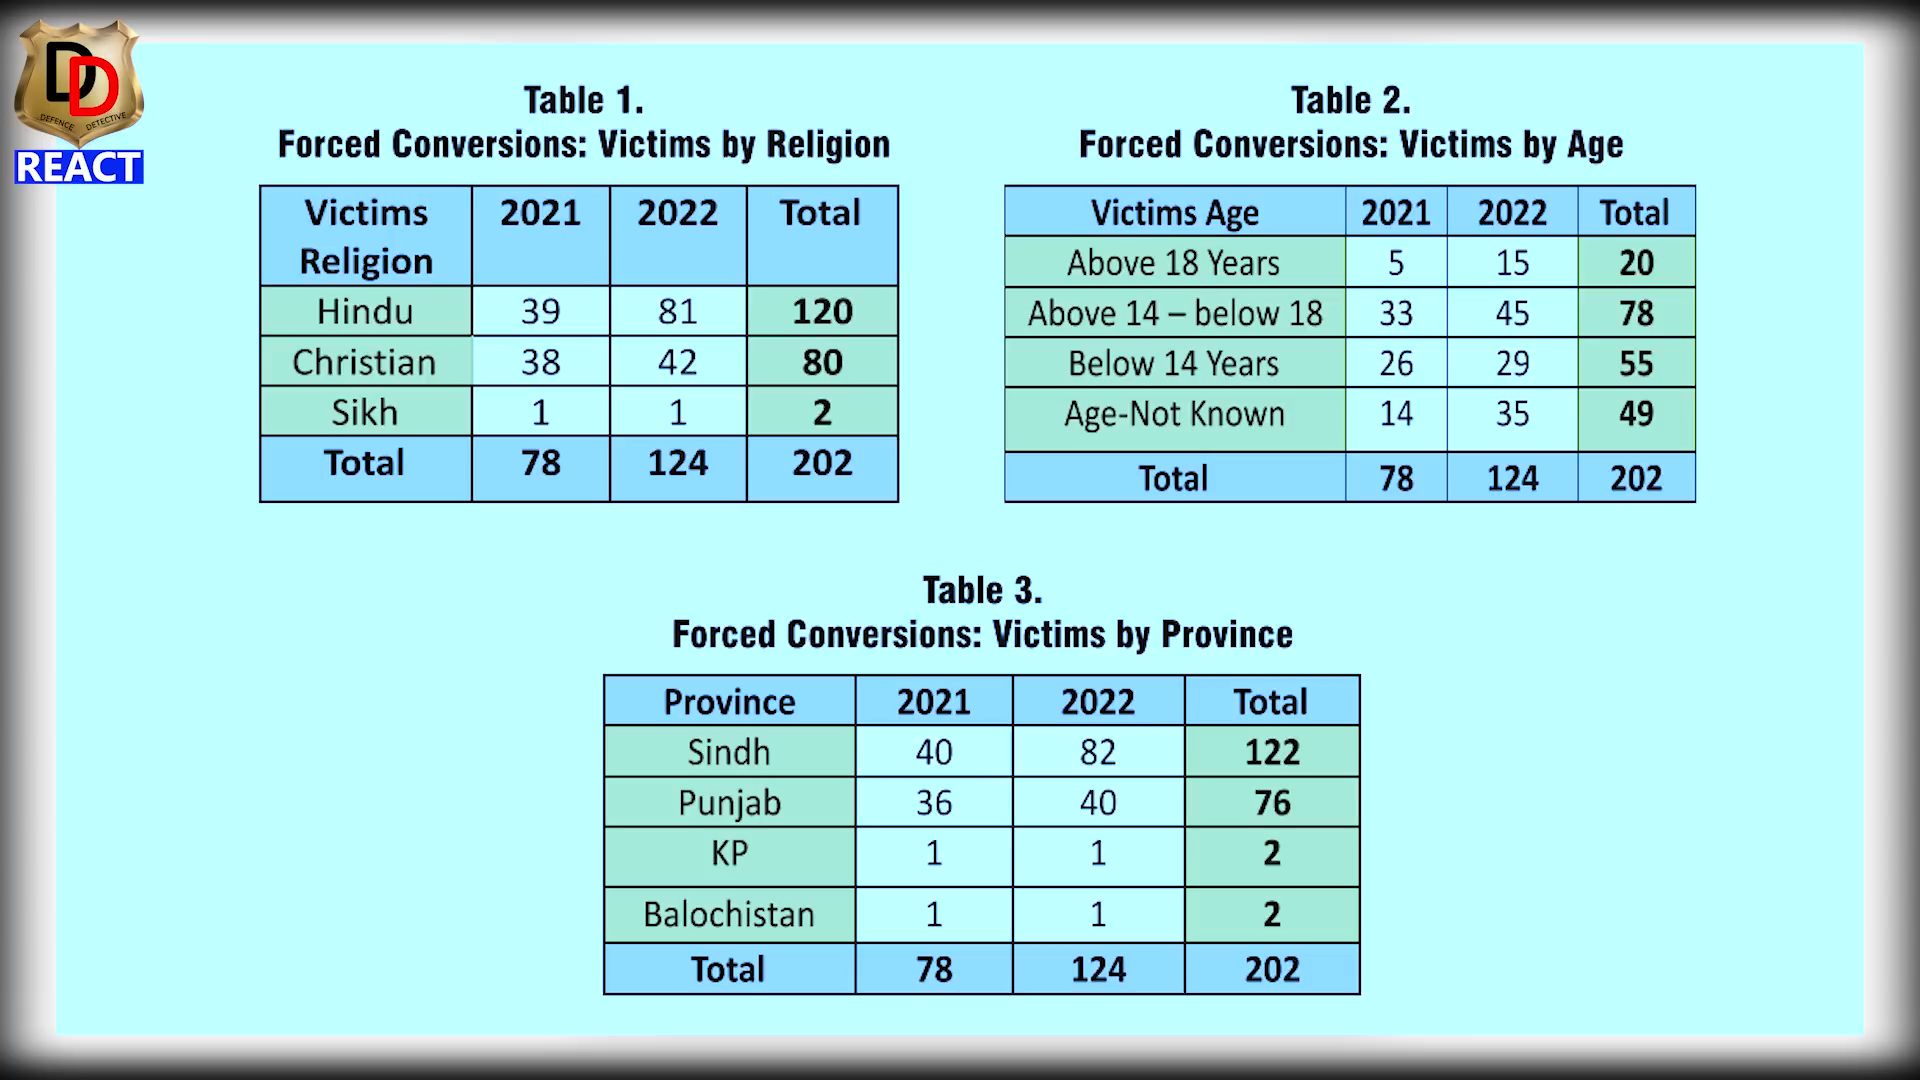 DD
DEFENCE DETECTIVE
REACT
Table 1.
Forced Conversions: Victims by Religion
Victims Religion 2021 2022 Total
Hindu 39 81 120
Christian 38 42 80
Sikh 1 1 2
Total 78 124 202
Table 2.
Forced Conversions: Victims by Age
Victims Age 2021 2022 Total
Above 18 Years 5 15 20
Above 14 – below 18 33 45 78
Below 14 Years 26 29 55
Age-Not Known 14 35 49
Total 78 124 202
Table 3.
Forced Conversions: Victims by Province
Province 2021 2022 Total
Sindh 40 82 122
Punjab 36 40 76
KP 1 1 2
Balochistan 1 1 2
Total 78 124 202